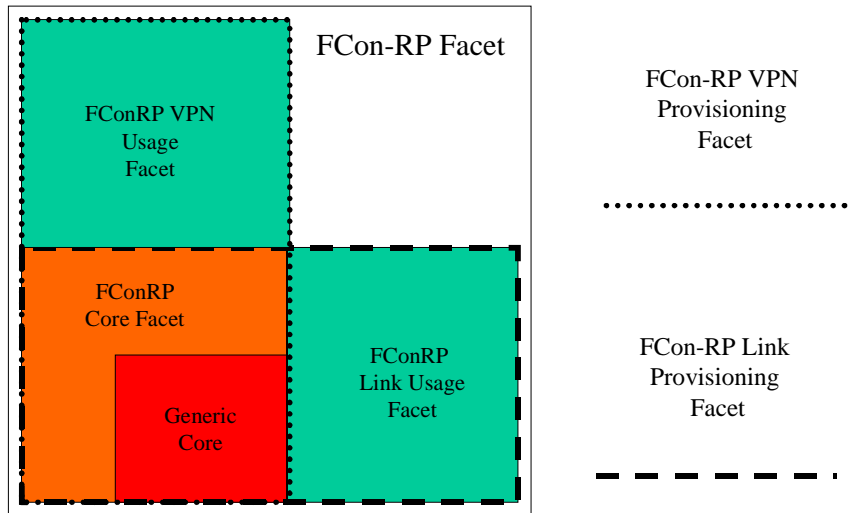 FCon-RP Facet
FConRP VPN
Usage
Facet
FConRP
Core Facet
Generic
Core
FConRP
Link Usage
Facet
FCon-RP VPN
Provisioning
Facet
FCon-RP Link
Provisioning
Facet